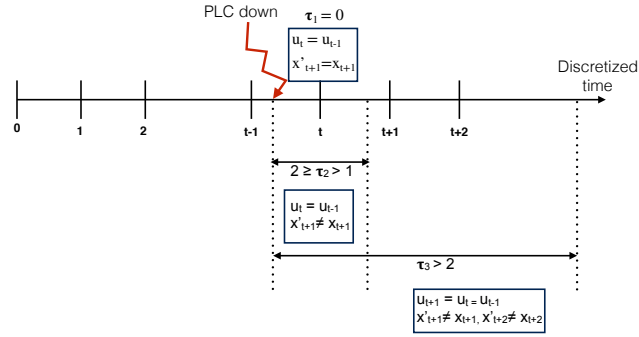 PLC down
τ₁ = 0
uₜ = uₜ₋₁
x'ₜ₊₁=xₜ₊₁
Discretized
time
0 1 2 t-1 t t+1 t+2
2 ≥ τ₂ > 1
uₜ = uₜ₋₁
x'ₜ₊₁≠ xₜ₊₁
τ₃ > 2
uₜ₊₁ = uₜ = uₜ₋₁
x'ₜ₊₁≠ xₜ₊₁, x'ₜ₊₂≠ xₜ₊₂